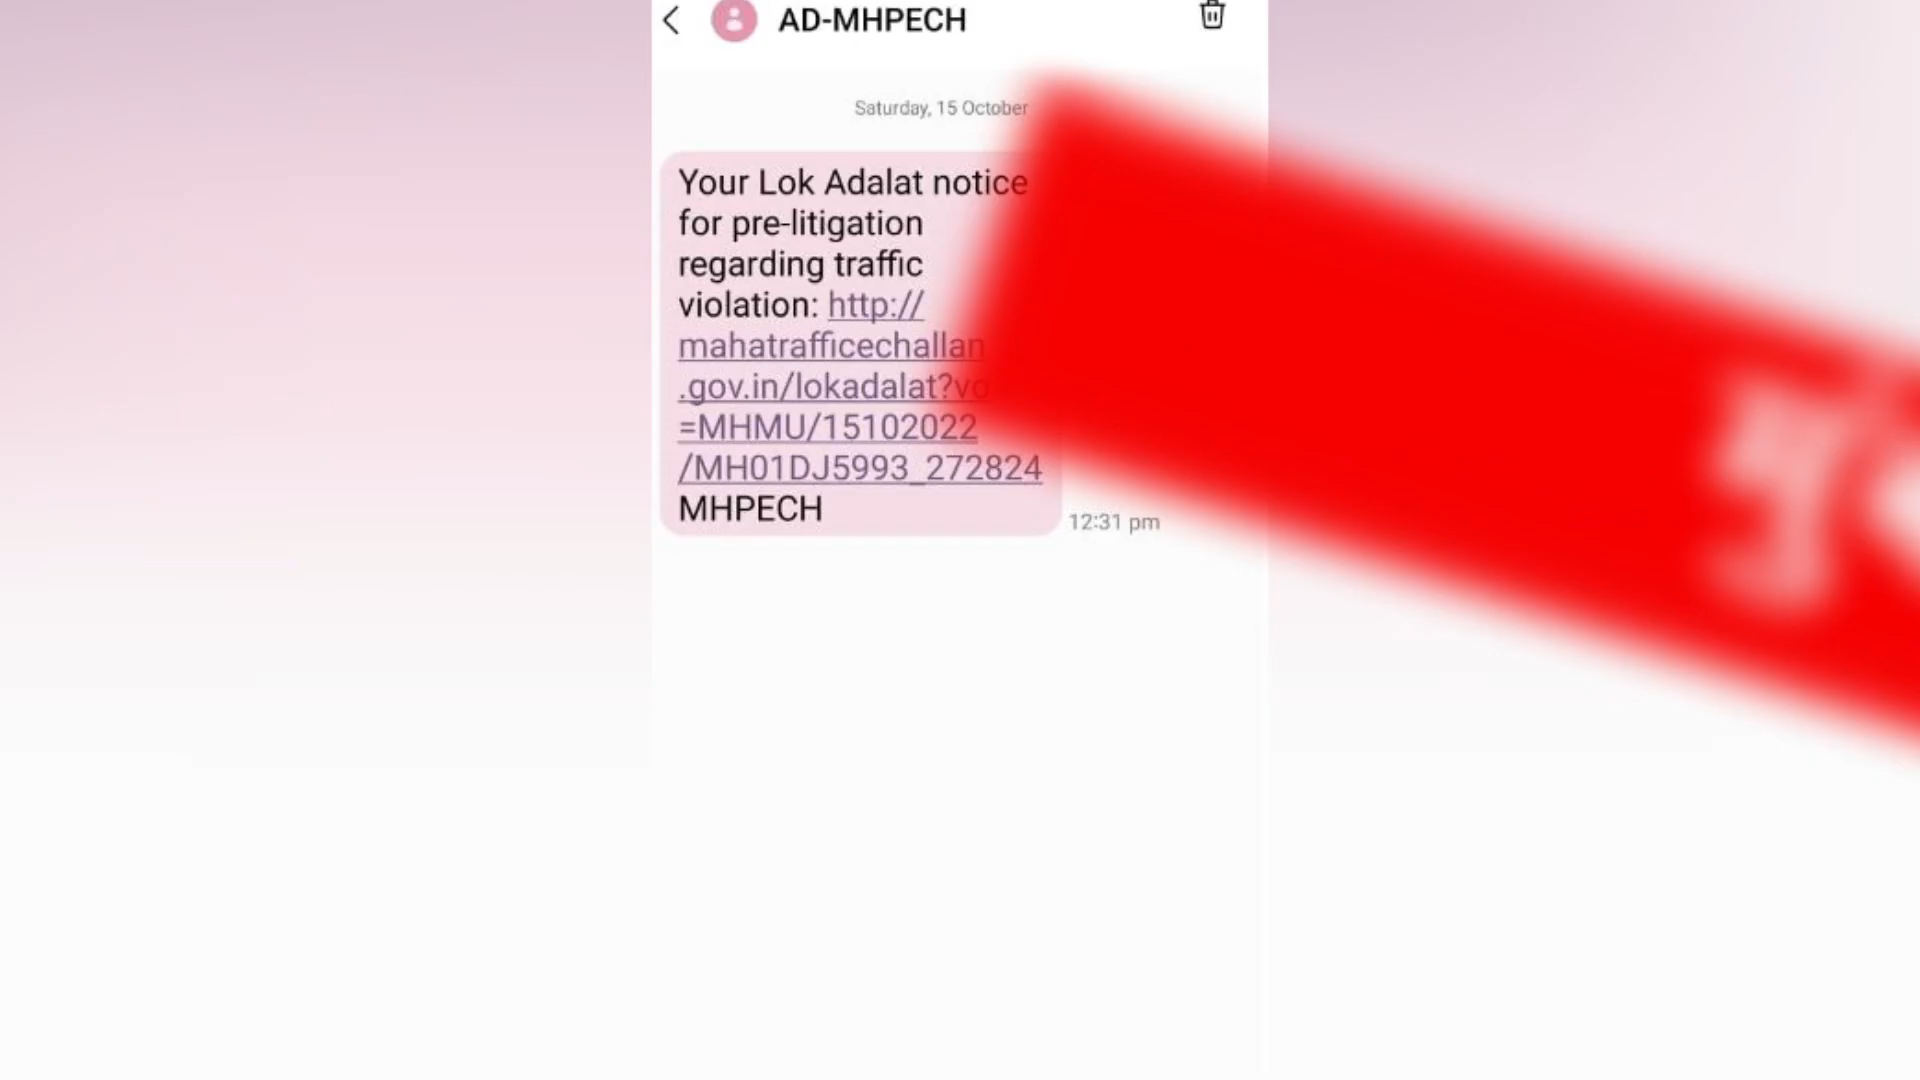 AD-MHPECH
Saturday, 15 October
Your Lok Adalat notice
for pre-litigation
regarding traffic
violation: http://
mahatrafficechallan
.gov.in/lokadalat?vo
=MHMU/15102022
/MH01DJ5993_272824
MHPECH
12:31 pm